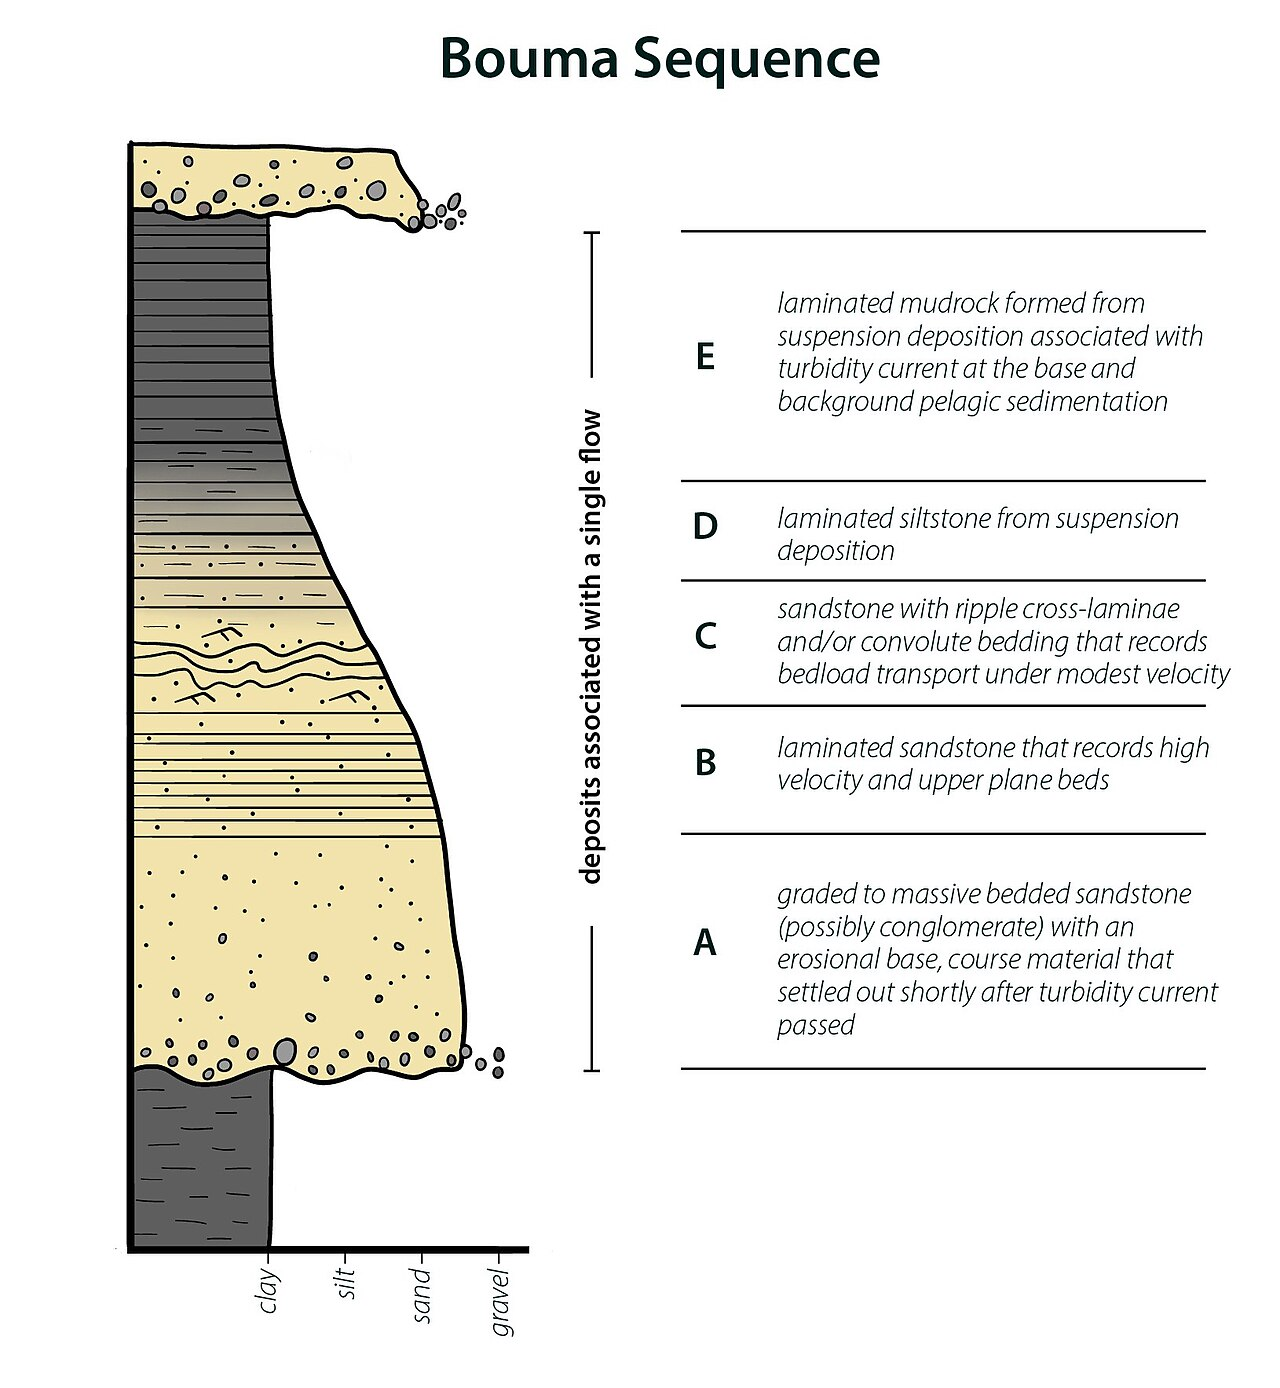 Bouma Sequence
deposits associated with a single flow
E
laminated mudrock formed from
suspension deposition associated with
turbidity current at the base and
background pelagic sedimentation
D
laminated siltstone from suspension
deposition
C
sandstone with ripple cross-laminae
and/or convolute bedding that records
bedload transport under modest velocity
B
laminated sandstone that records high
velocity and upper plane beds
A
graded to massive bedded sandstone
(possibly conglomerate) with an
erosional base, course material that
settled out shortly after turbidity current
passed
clay
silt
sand
gravel